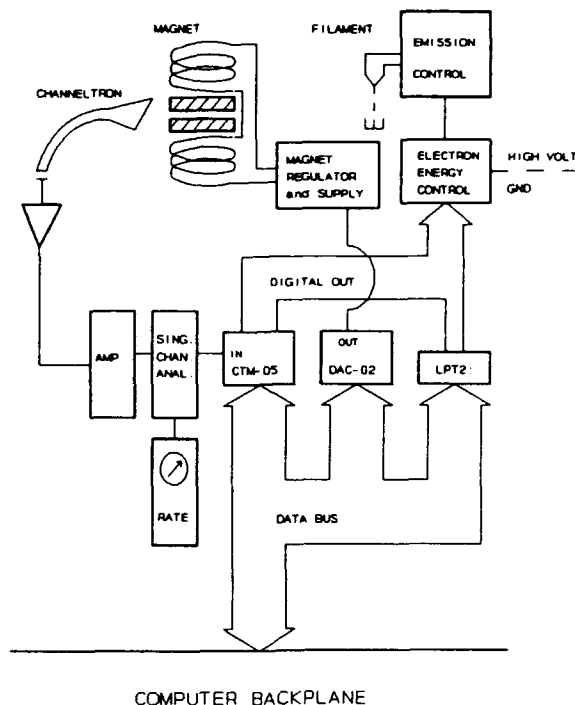 MAGNET
FILAMENT
EMISSION
CONTROL
CHANNELTRON
MAGNET
REGULATOR
and SUPPLY
ELECTRON
ENERGY
CONTROL
HIGH VOLT
GND
DIGITAL OUT
AMP
SING.
CHAN
ANAL.
IN
CTM-05
OUT
DAC-02
LPT2:
RATE
DATA BUS
COMPUTER BACKPLANE